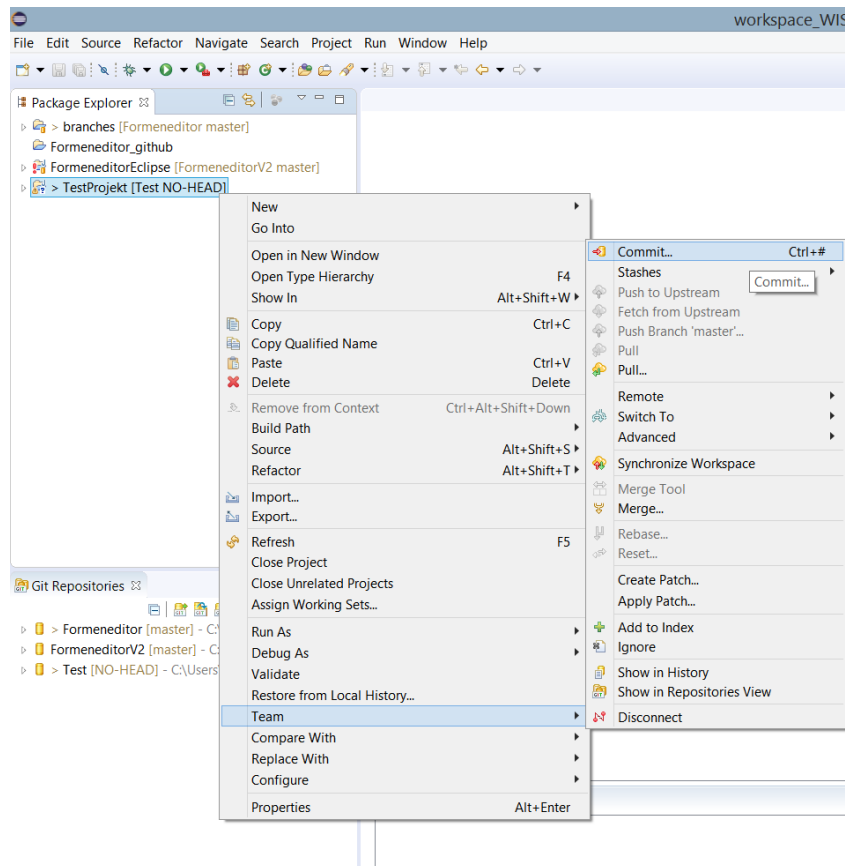 workspace_WIS
File Edit Source Refactor Navigate Search Project Run Window Help
Package Explorer
> branches [Formeneditor master]
Formeneditor_github
FormeneditorEclipse [FormeneditorV2 master]
> TestProjekt [Test NO-HEAD]
New
Go Into
Open in New Window
Open Type Hierarchy F4
Show In Alt+Shift+W
Copy Ctrl+C
Copy Qualified Name
Paste Ctrl+V
Delete Delete
Remove from Context Ctrl+Alt+Shift+Down
Build Path
Source Alt+Shift+S
Refactor Alt+Shift+T
Import...
Export...
Refresh F5
Close Project
Close Unrelated Projects
Assign Working Sets...
Run As
Debug As
Validate
Restore from Local History...
Team
Compare With
Replace With
Configure
Properties Alt+Enter
Commit... Ctrl+#
Stashes
Commit...
Push to Upstream
Fetch from Upstream
Push Branch 'master'...
Pull
Pull...
Remote
Switch To
Advanced
Synchronize Workspace
Merge Tool
Merge...
Rebase...
Reset...
Create Patch...
Apply Patch...
Add to Index
Ignore
Show in History
Show in Repositories View
Disconnect
Git Repositories
> Formeneditor [master] - C:\
FormeneditorV2 [master] - C:
> Test [NO-HEAD] - C:\Users\